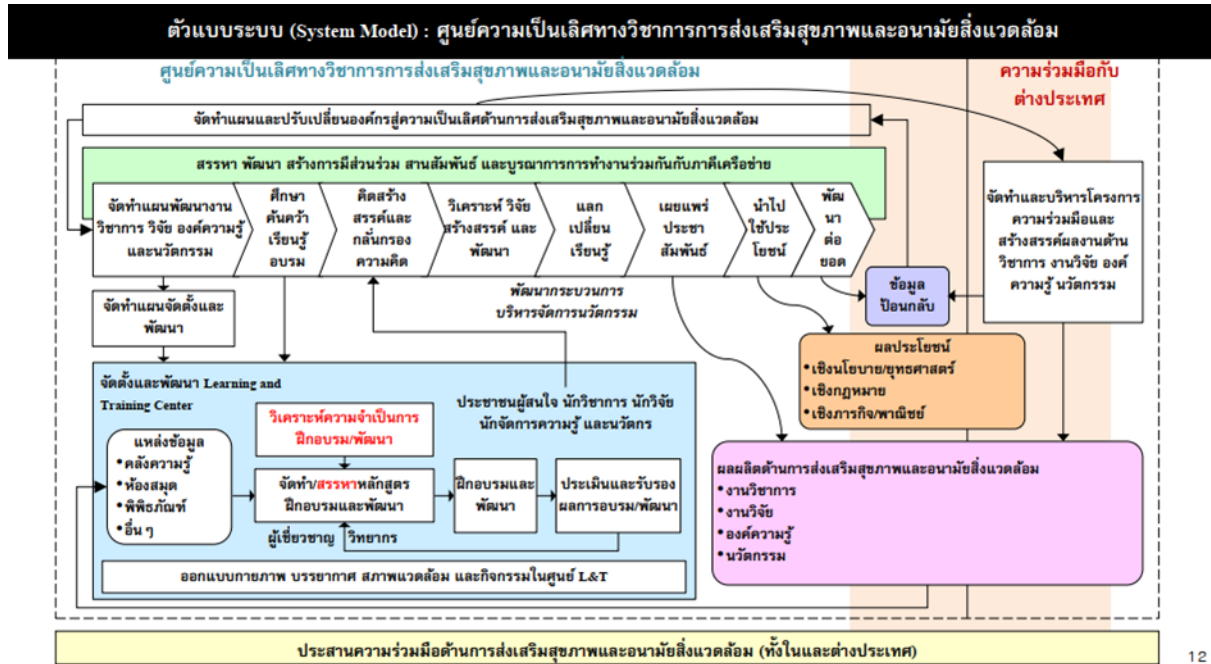 ตัวแบบระบบ (System Model) : ศูนย์ความเป็นเลิศทางวิชาการการส่งเสริมสุขภาพและอนามัยสิ่งแวดล้อม
ศูนย์ความเป็นเลิศทางวิชาการการส่งเสริมสุขภาพและอนามัยสิ่งแวดล้อม
ความร่วมมือกับ
ต่างประเทศ
จัดทำแผนและปรับเปลี่ยนองค์กรสู่ความเป็นเลิศด้านการส่งเสริมสุขภาพและอนามัยสิ่งแวดล้อม
สรรหา พัฒนา สร้างการมีส่วนร่วม สานสัมพันธ์ และบูรณาการการทำงานร่วมกันกับภาคีเครือข่าย
จัดทำแผนพัฒนางาน
วิชาการ วิจัย องค์ความรู้
และนวัตกรรม
ศึกษา
ค้นคว้า
เรียนรู้
อบรม
คิดสร้าง
สรรค์และ
กลั่นกรอง
ความคิด
วิเคราะห์ วิจัย
สร้างสรรค์ และ
พัฒนา
แลก
เปลี่ยน
เรียนรู้
เผยแพร่
ประชา
สัมพันธ์
นำไป
ใช้ประ
โยชน์
พัฒ
นา
ต่อ
ยอด
จัดทำและบริหารโครงการ
ความร่วมมือและ
สร้างสรรค์ผลงานด้าน
วิชาการ งานวิจัย องค์
ความรู้ นวัตกรรม
ข้อมูล
ป้อนกลับ
พัฒนากระบวนการ
บริหารจัดการนวัตกรรม
จัดทำแผนจัดตั้งและ
พัฒนา
ผลประโยชน์
•เชิงนโยบาย/ยุทธศาสตร์
•เชิงกฎหมาย
•เชิงภารกิจ/พาณิชย์
จัดตั้งและพัฒนา Learning and
Training Center
ประชาชนผู้สนใจ นักวิชาการ นักวิจัย
นักจัดการความรู้ และนวัตกร
วิเคราะห์ความจำเป็นการ
ฝึกอบรม/พัฒนา
แหล่งข้อมูล
•คลังความรู้
•ห้องสมุด
•พิพิธภัณฑ์
•อื่น ๆ
จัดทำ/สรรหาหลักสูตร
ฝึกอบรมและพัฒนา
ฝึกอบรมและ
พัฒนา
ประเมินและรับรอง
ผลการอบรม/พัฒนา
ผู้เชี่ยวชาญ วิทยากร
ออกแบบกายภาพ บรรยากาศ สภาพแวดล้อม และกิจกรรมในศูนย์ L&T
ผลผลิตด้านการส่งเสริมสุขภาพและอนามัยสิ่งแวดล้อม
•งานวิชาการ
•งานวิจัย
•องค์ความรู้
•นวัตกรรม
ประสานความร่วมมือด้านการส่งเสริมสุขภาพและอนามัยสิ่งแวดล้อม (ทั้งในและต่างประเทศ)
12